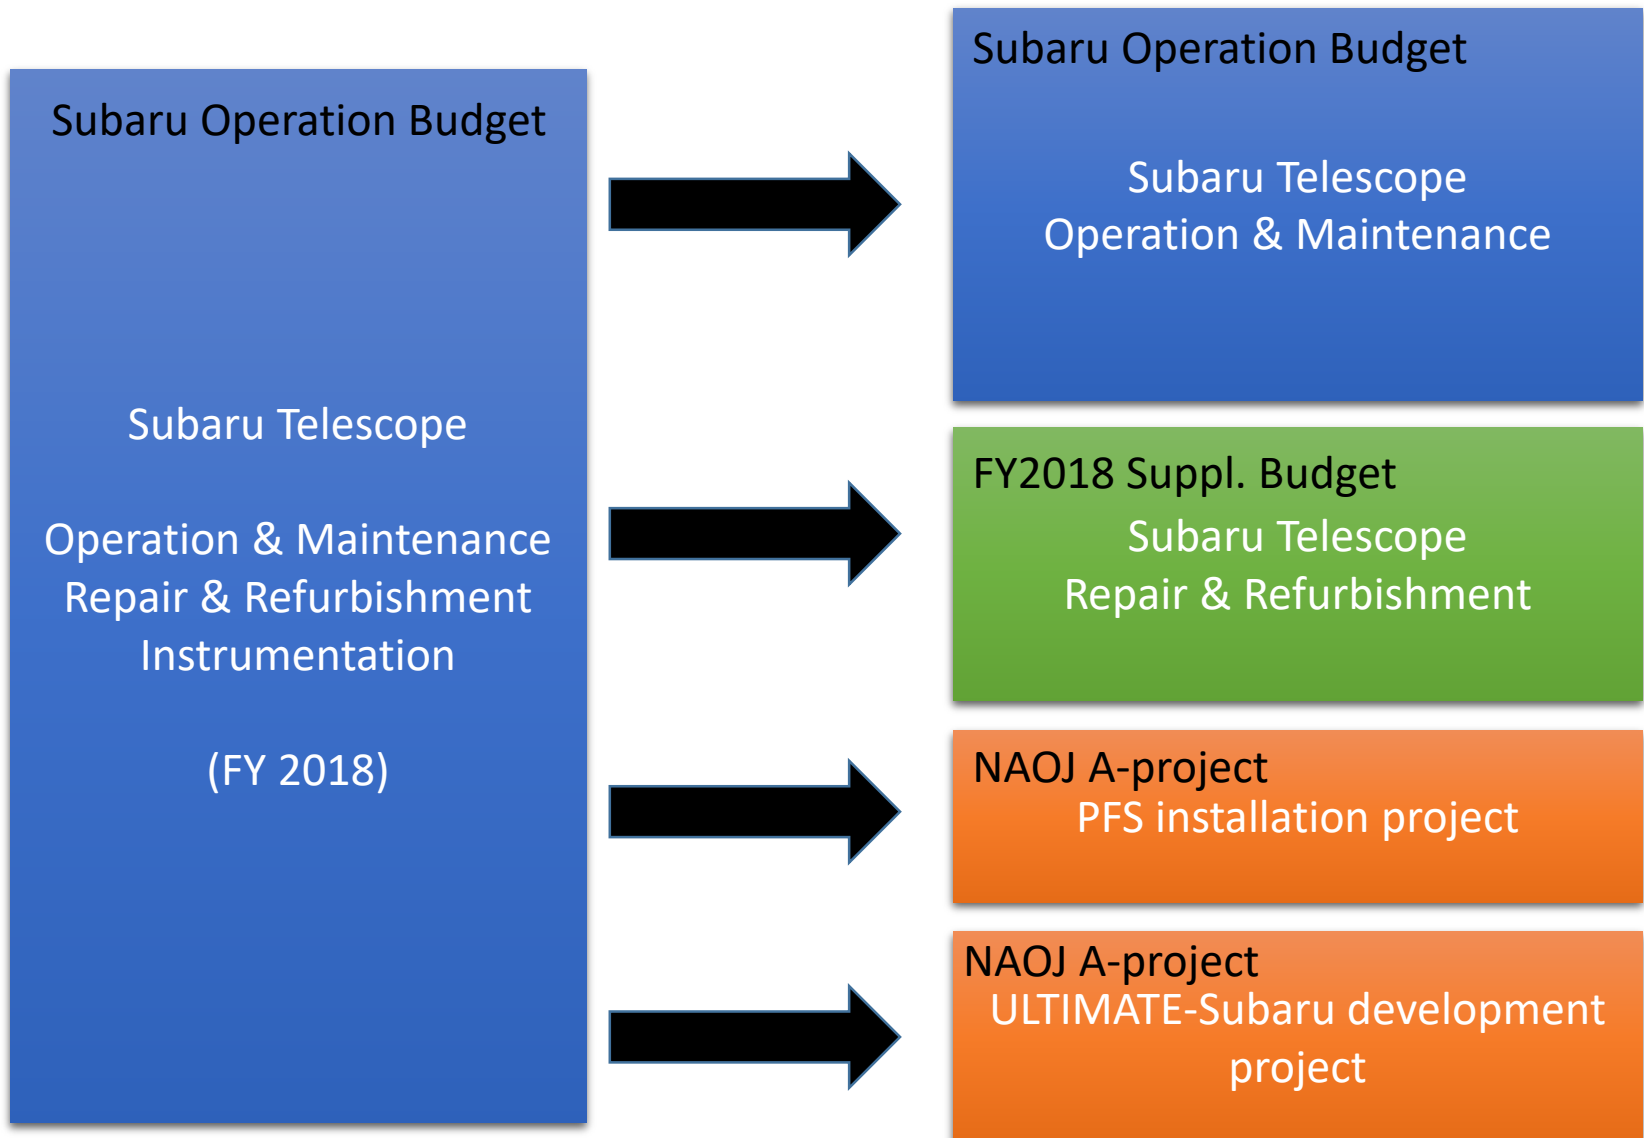 Subaru Operation Budget
Subaru Telescope
Operation & Maintenance
Repair & Refurbishment
Instrumentation
(FY 2018)
Subaru Operation Budget
Subaru Telescope
Operation & Maintenance
FY2018 Suppl. Budget
Subaru Telescope
Repair & Refurbishment
NAOJ A-project
PFS installation project
NAOJ A-project
ULTIMATE-Subaru development
project